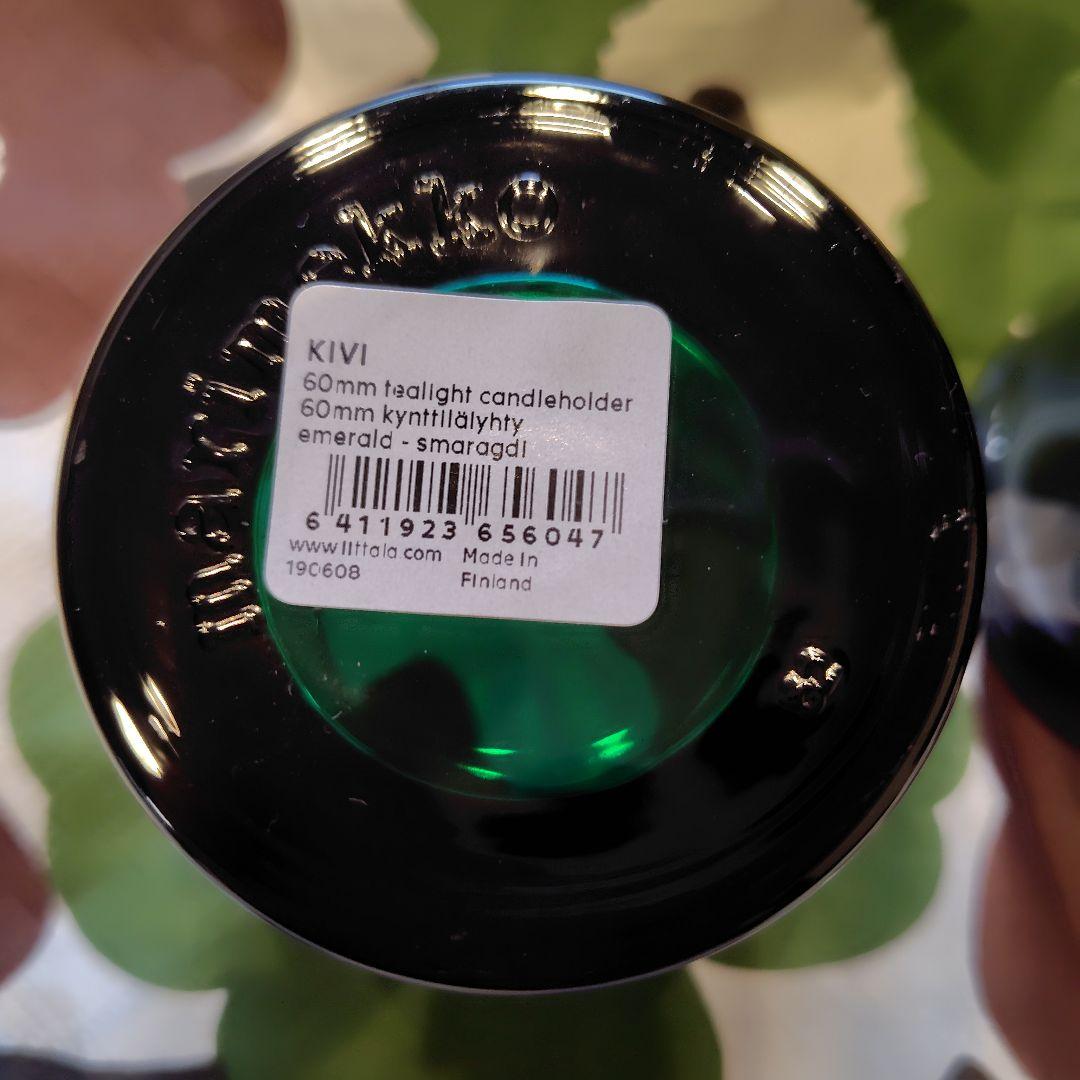 marimekko
KIVI
60mm tealight candleholder
60mm kynttilälyhty
emerald - smaragdi
6 411923 656047
www.iittala.com Made in
190608 Finland